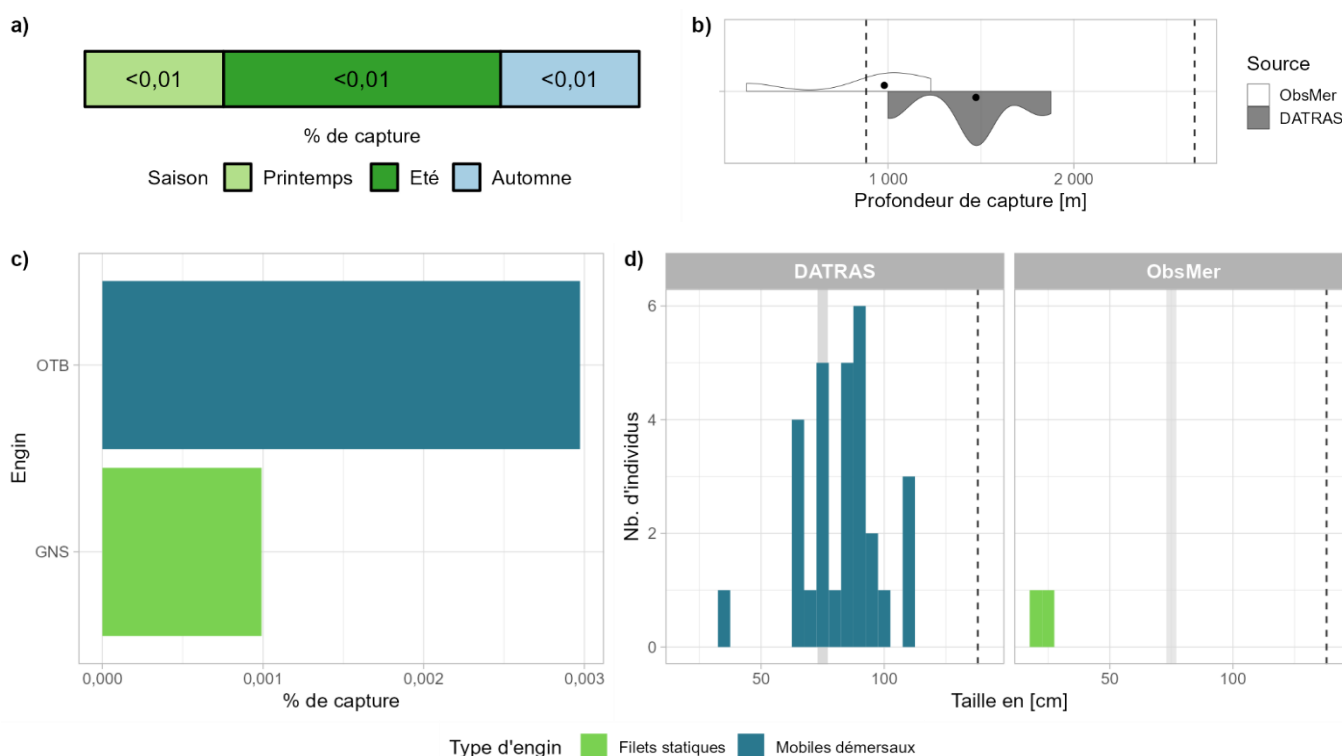 a)
<0,01 <0,01 <0,01
% de capture
Saison Printemps Eté Automne
b)
1 000 2 000
Profondeur de capture [m]
Source
ObsMer
DATRAS
c)
Engin
OTB
GNS
0,000 0,001 0,002 0,003
% de capture
d)
DATRAS ObsMer
Nb. d'individus
6
4
2
0
50 100 50 100
Taille en [cm]
Type d'engin Filets statiques Mobiles démersaux